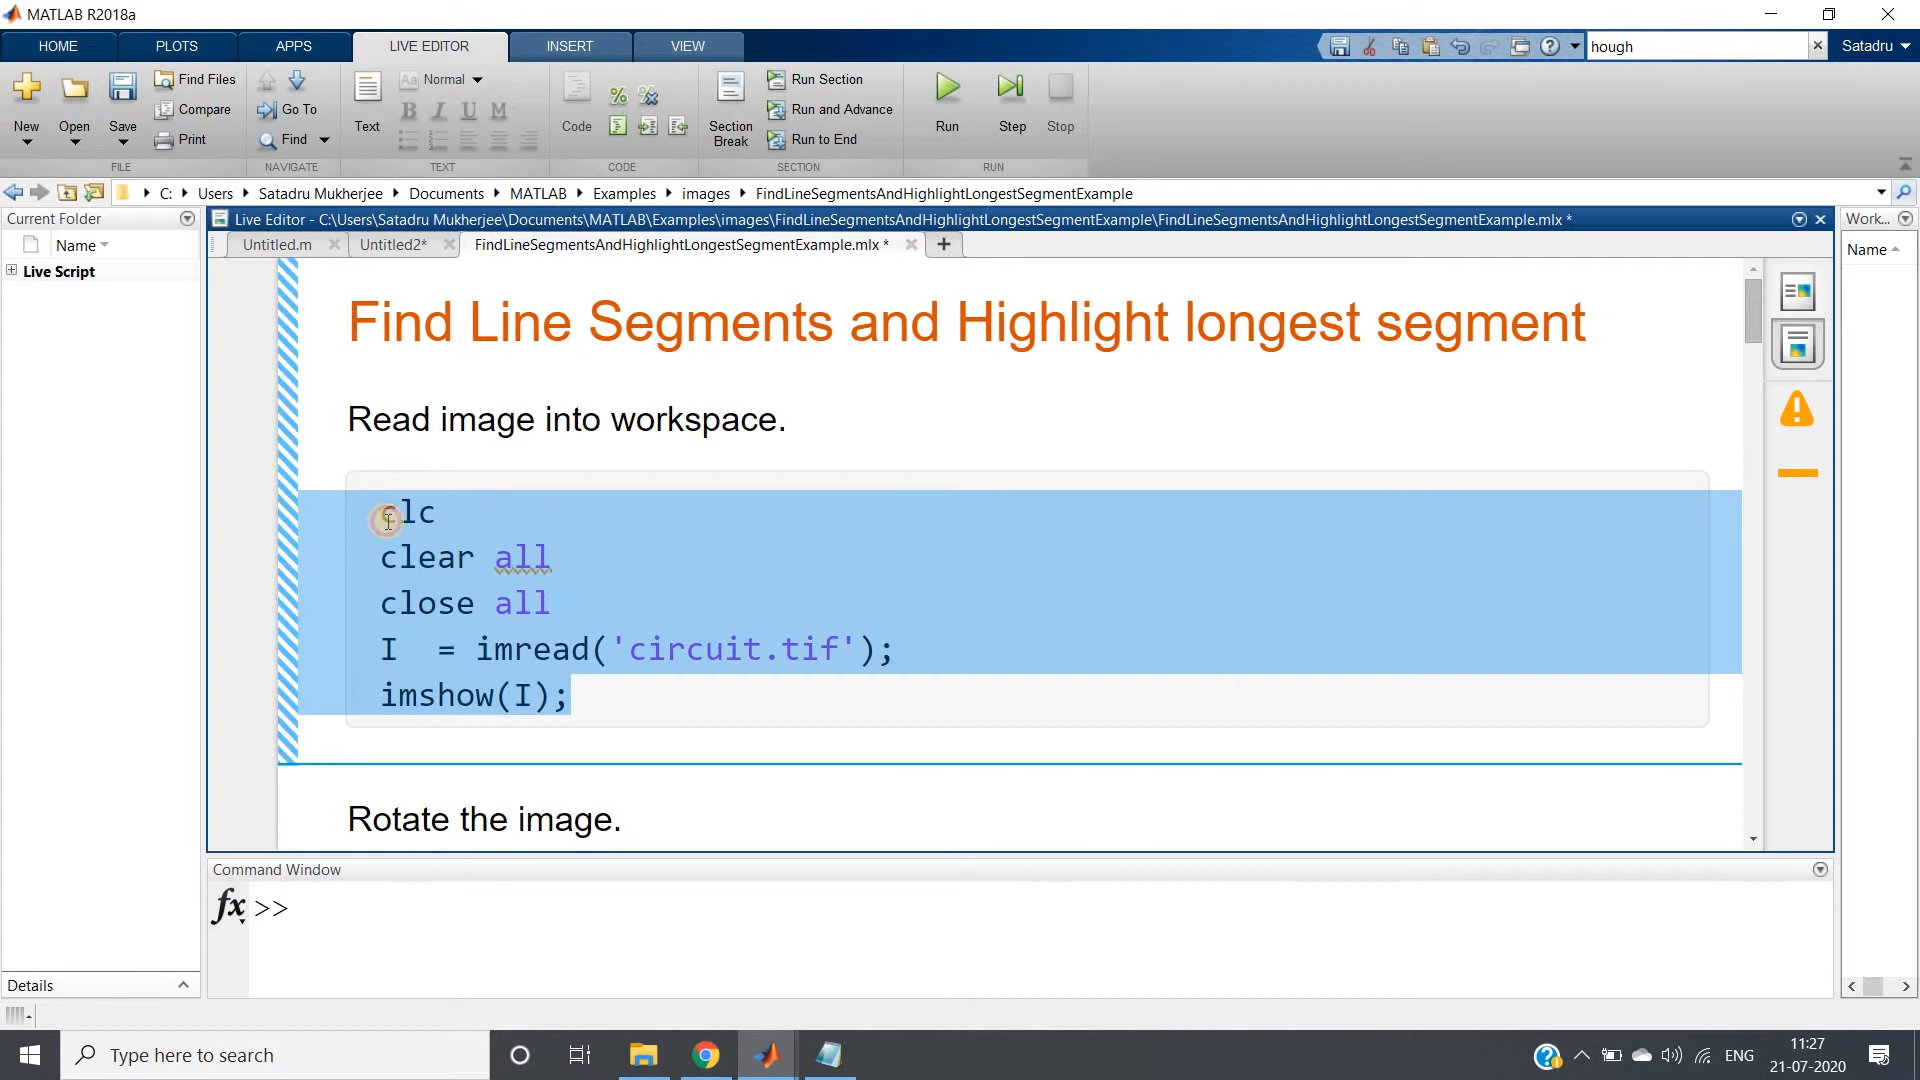 MATLAB R2018a
HOME
PLOTS
APPS
LIVE EDITOR
INSERT
VIEW
hough
Satadru
New
Open
Save
Find Files
Compare
Print
FILE
Go To
Find
NAVIGATE
Text
Aa Normal
B I U M
TEXT
Code
CODE
Section Break
Run Section
Run and Advance
Run to End
SECTION
Run
Step
Stop
RUN
C: Users Satadru Mukherjee Documents MATLAB Examples images FindLineSegmentsAndHighlightLongestSegmentExample
Current Folder
Name
Live Script
Details
Live Editor - C:\Users\Satadru Mukherjee\Documents\MATLAB\Examples\images\FindLineSegmentsAndHighlightLongestSegmentExample\FindLineSegmentsAndHighlightLongestSegmentExample.mlx *
Untitled.m
Untitled2*
FindLineSegmentsAndHighlightLongestSegmentExample.mlx *
Find Line Segments and Highlight longest segment
Read image into workspace.
clc
clear all
close all
I  = imread('circuit.tif');
imshow(I);
Rotate the image.
Work...
Name
Command Window
fx >>
Type here to search
ENG
11:27
21-07-2020